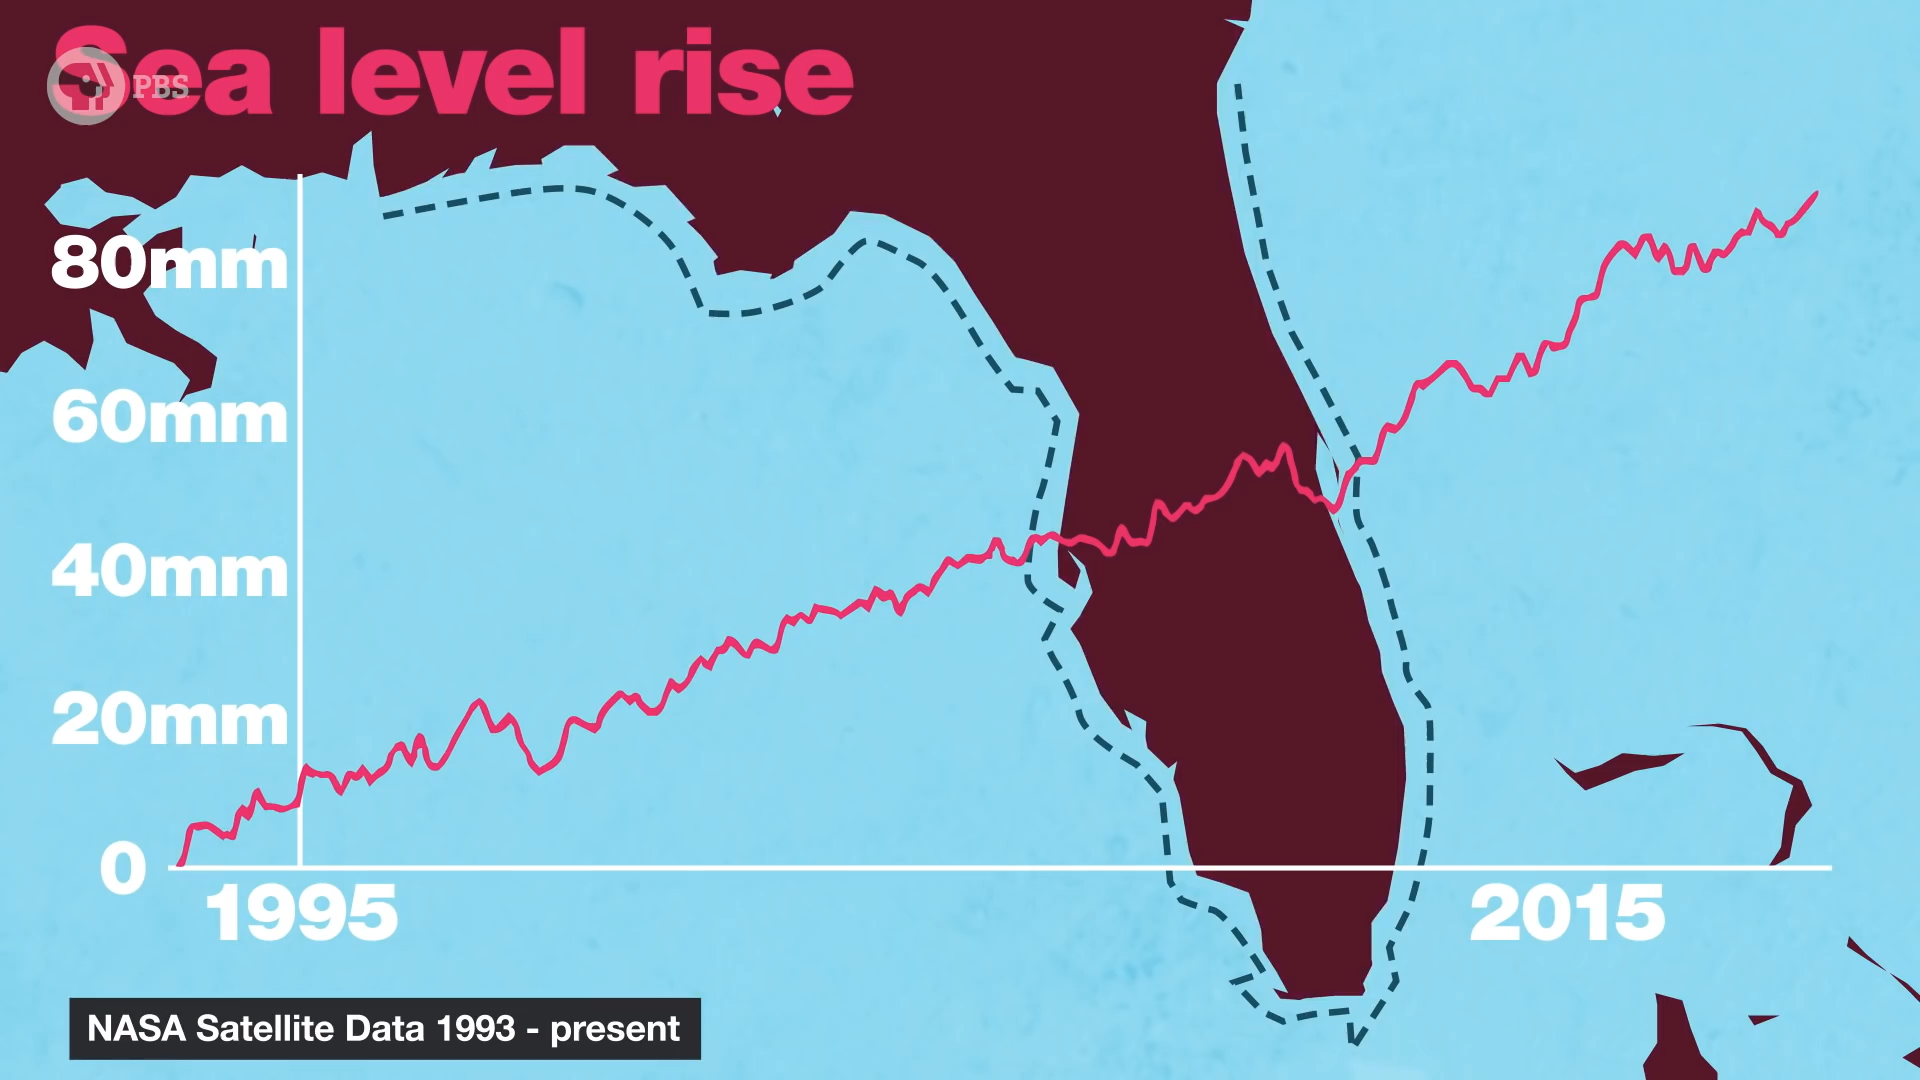 Sea level rise
PBS
80mm
60mm
40mm
20mm
0
1995
2015
NASA Satellite Data 1993 - present